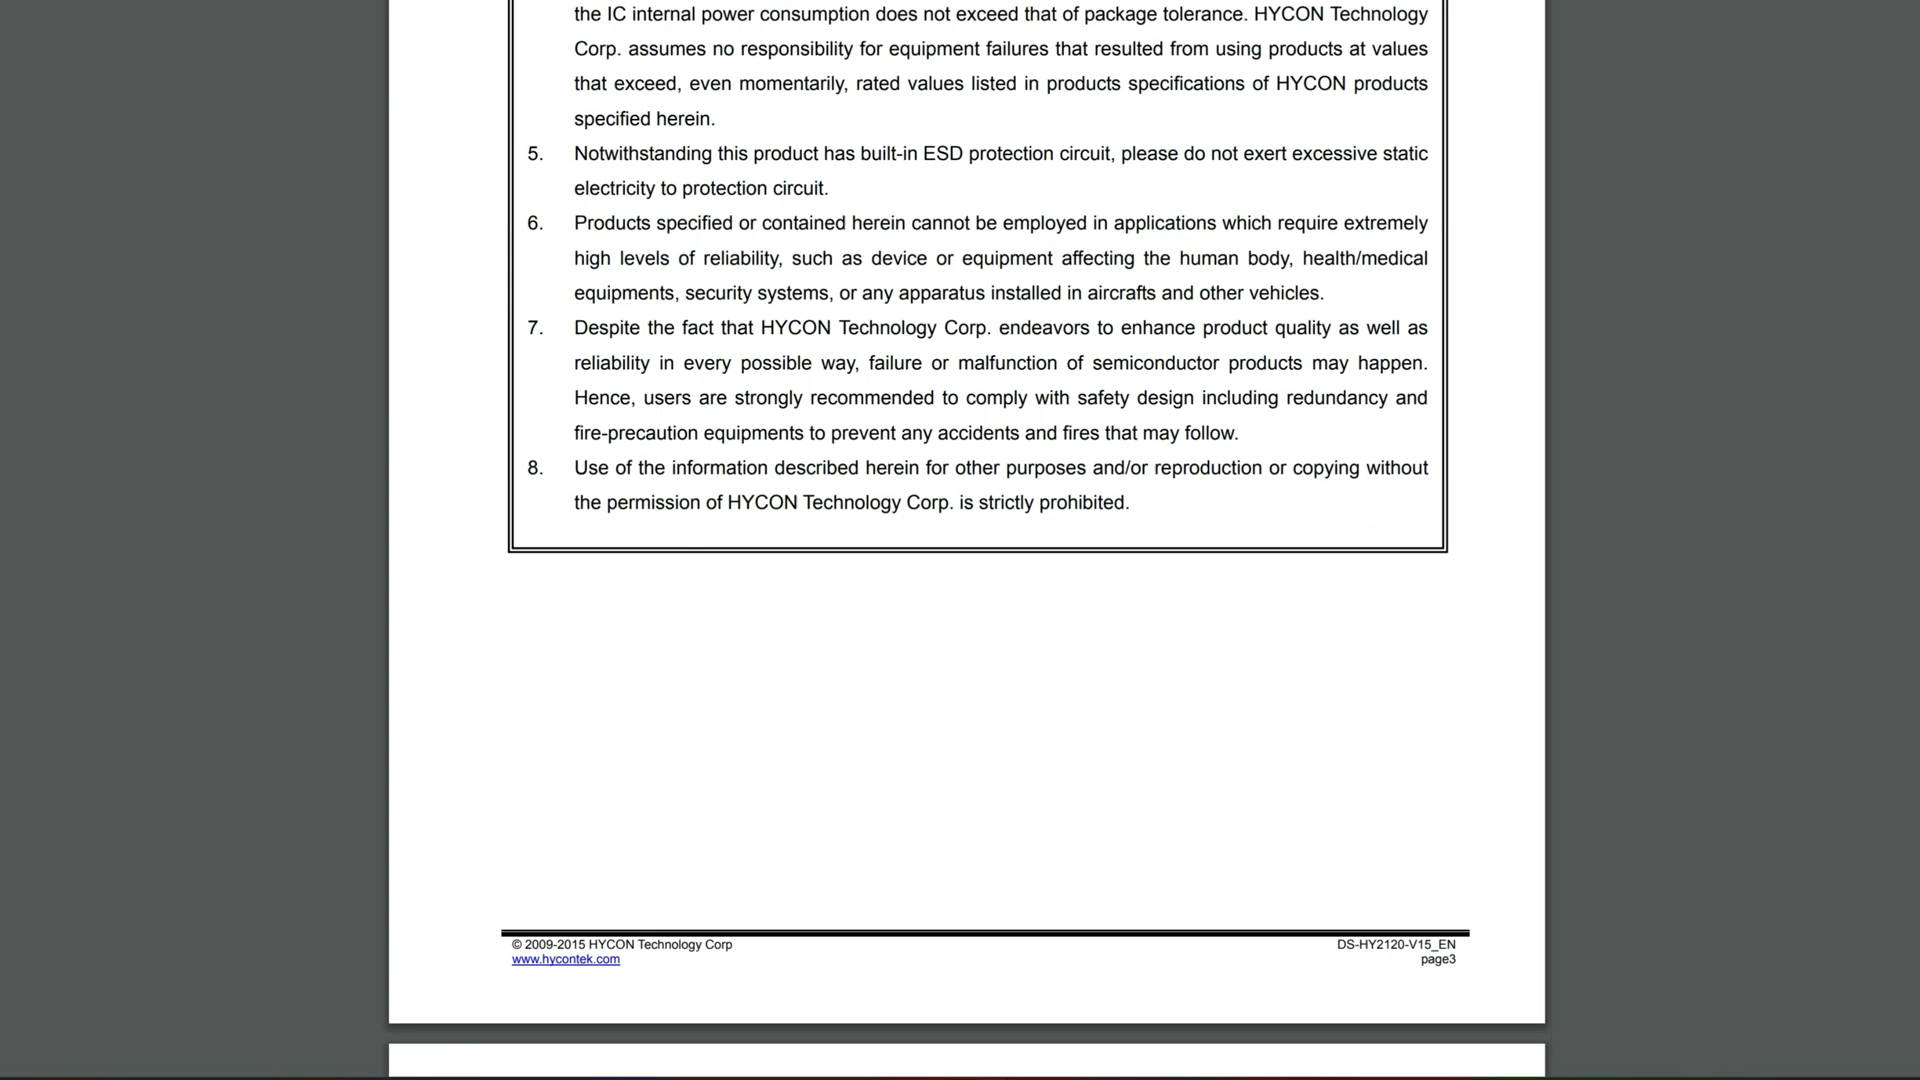 the IC internal power consumption does not exceed that of package tolerance. HYCON Technology
Corp. assumes no responsibility for equipment failures that resulted from using products at values
that exceed, even momentarily, rated values listed in products specifications of HYCON products
specified herein.
5. Notwithstanding this product has built-in ESD protection circuit, please do not exert excessive static
electricity to protection circuit.
6. Products specified or contained herein cannot be employed in applications which require extremely
high levels of reliability, such as device or equipment affecting the human body, health/medical
equipments, security systems, or any apparatus installed in aircrafts and other vehicles.
7. Despite the fact that HYCON Technology Corp. endeavors to enhance product quality as well as
reliability in every possible way, failure or malfunction of semiconductor products may happen.
Hence, users are strongly recommended to comply with safety design including redundancy and
fire-precaution equipments to prevent any accidents and fires that may follow.
8. Use of the information described herein for other purposes and/or reproduction or copying without
the permission of HYCON Technology Corp. is strictly prohibited.
© 2009-2015 HYCON Technology Corp
www.hycontek.com
DS-HY2120-V15_EN
page3